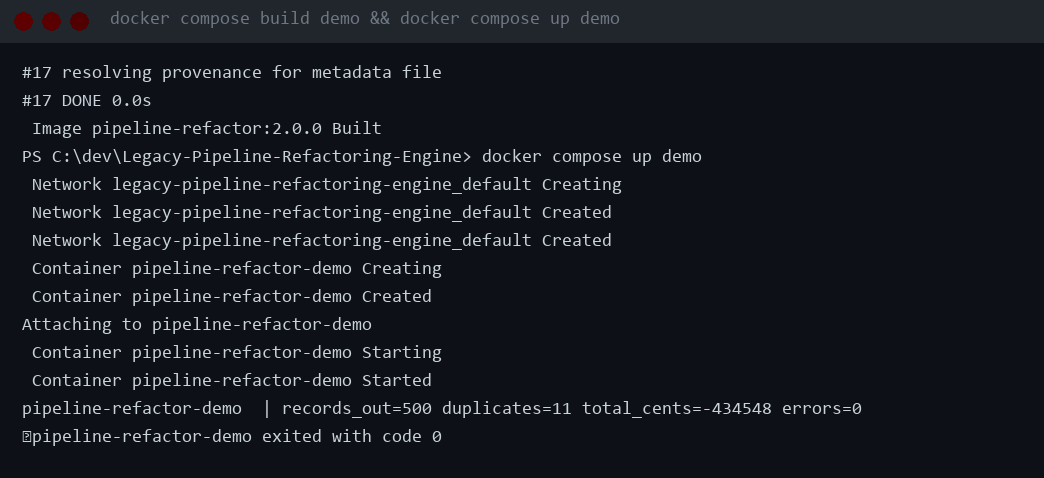 docker compose build demo && docker compose up demo
#17 resolving provenance for metadata file
#17 DONE 0.0s
Image pipeline-refactor:2.0.0 Built
PS C:\dev\Legacy-Pipeline-Refactoring-Engine> docker compose up demo
Network legacy-pipeline-refactoring-engine_default Creating
Network legacy-pipeline-refactoring-engine_default Created
Network legacy-pipeline-refactoring-engine_default Created
Container pipeline-refactor-demo Creating
Container pipeline-refactor-demo Created
Attaching to pipeline-refactor-demo
Container pipeline-refactor-demo Starting
Container pipeline-refactor-demo Started
pipeline-refactor-demo  | records_out=500 duplicates=11 total_cents=-434548 errors=0
pipeline-refactor-demo exited with code 0